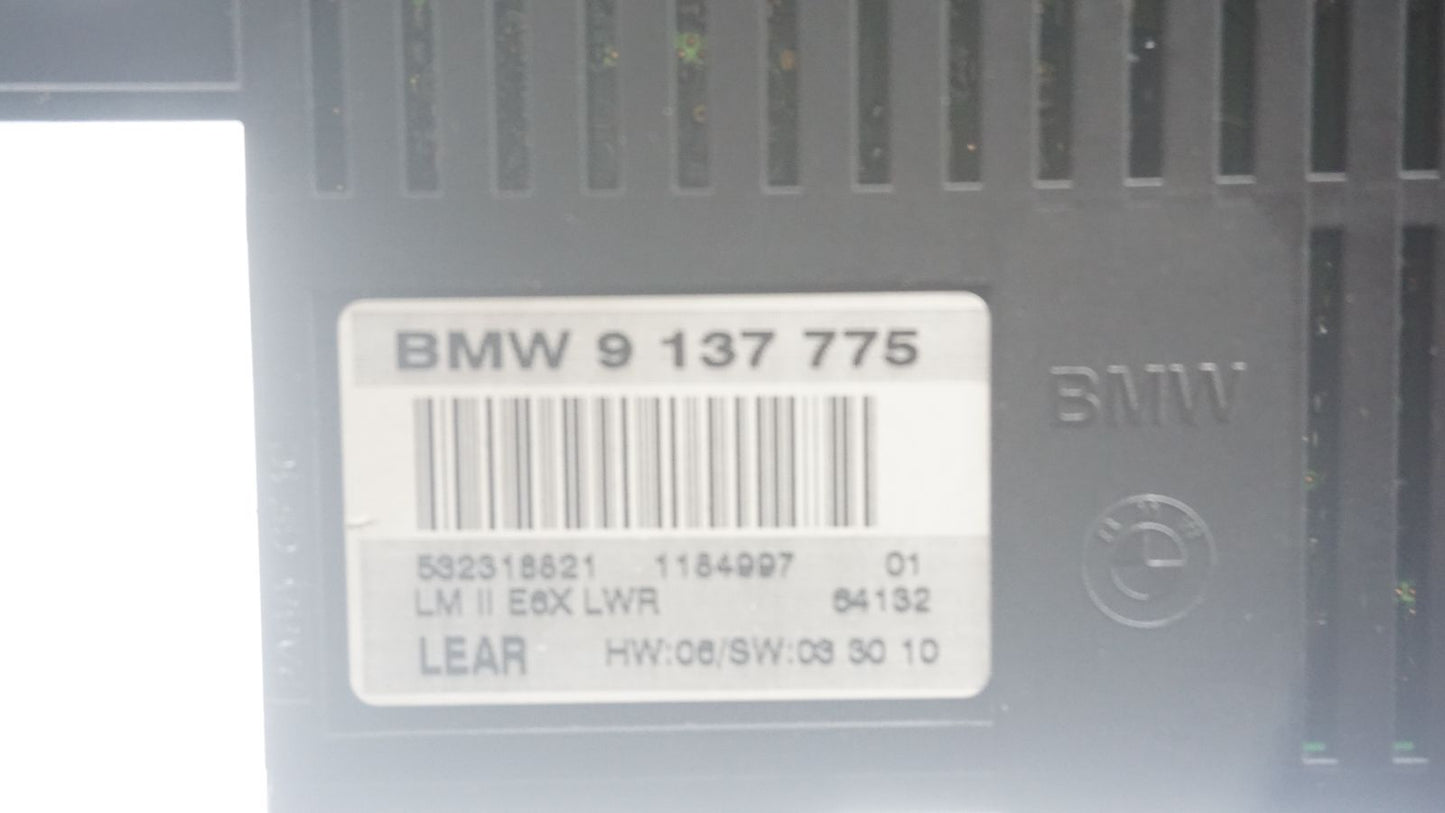 BMW 9 137 775
532318821 1184997 01
LM II E6X LWR 64132
LEAR HW:06/SW:03 30 10
BMW